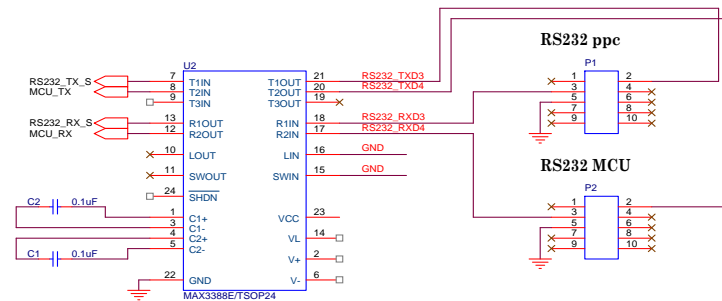 RS232 ppc
U2
P1
RS232_TX_S
MCU_TX
7
8
9
T1IN
T2IN
T3IN
T1OUT
T2OUT
T3OUT
21
20
19
RS232_TXD3
RS232_TXD4
1
3
5
7
9
2
4
6
8
10
RS232_RX_S
MCU_RX
13
12
R1OUT
R2OUT
R1IN
R2IN
18
17
RS232_RXD3
RS232_RXD4
10
LOUT
LIN
16
GND
11
SWOUT
SWIN
15
GND
RS232 MCU
24
SHDN
P2
C2
0.1uF
1
3
4
5
C1+
C1-
C2+
C2-
VCC
23
VL
14
V+
2
V-
6
C1
0.1uF
22
GND
MAX3388E/TSOP24
1
3
5
7
9
2
4
6
8
10